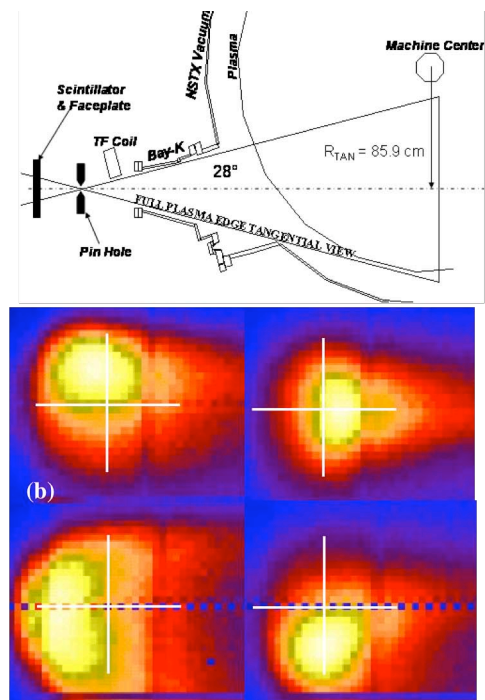 NSTX Vacuum
Plasma
Machine Center
Scintillator
& Faceplate
TF Coil
Bay-K
28°
R_TAN = 85.9 cm
FULL PLASMA EDGE TANGENTIAL VIEW
Pin Hole
(b)